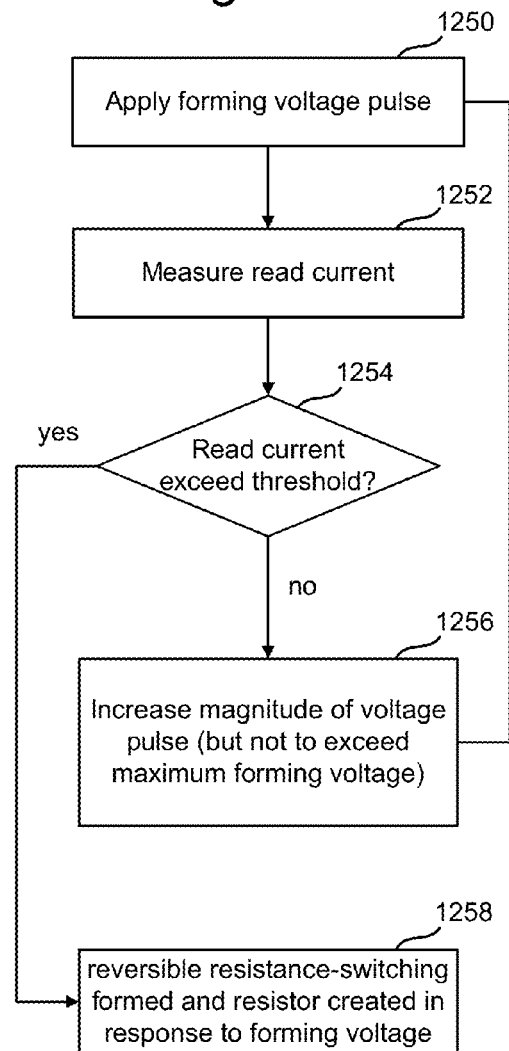 1250
Apply forming voltage pulse
1252
Measure read current
1254
yes
Read current
exceed threshold?
no
1256
Increase magnitude of voltage
pulse (but not to exceed
maximum forming voltage)
1258
reversible resistance-switching
formed and resistor created in
response to forming voltage